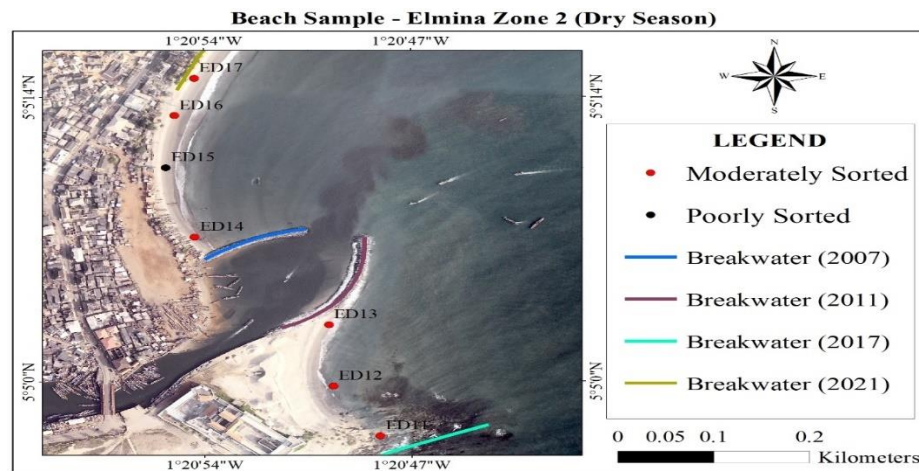 Beach Sample - Elmina Zone 2 (Dry Season)
1°20'54"W 1°20'47"W
N
W E
S
5°5'14"N 5°5'14"N
ED17
ED16
ED15
ED14
ED13
ED12
ED11
5°5'0"N 5°5'0"N
1°20'54"W 1°20'47"W
LEGEND
Moderately Sorted
Poorly Sorted
Breakwater (2007)
Breakwater (2011)
Breakwater (2017)
Breakwater (2021)
0 0.05 0.1 0.2
Kilometers